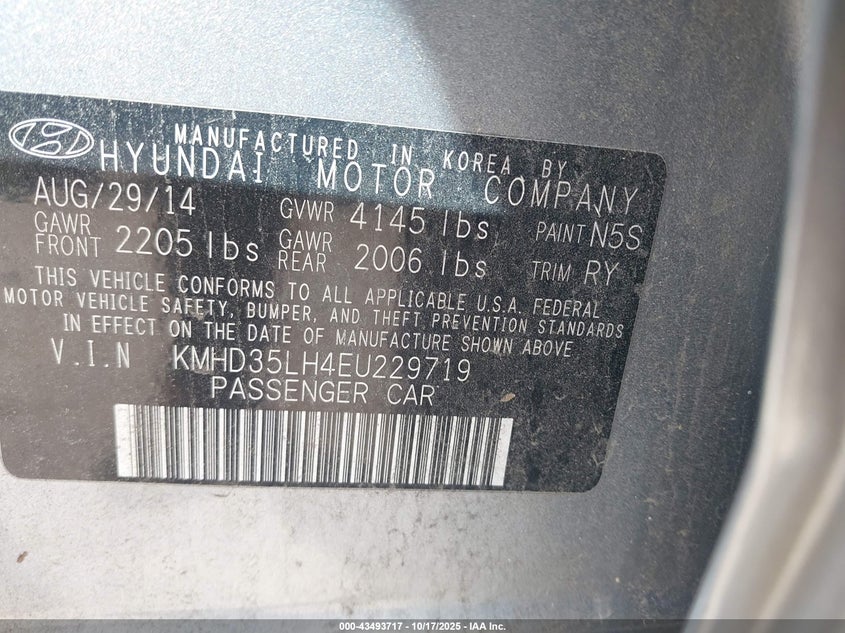 MANUFACTURED IN KOREA BY
HYUNDAI MOTOR COMPANY
AUG/29/14 GVWR 4145 lbs PAINT N5S
GAWR FRONT 2205 lbs GAWR REAR 2006 lbs TRIM RY
THIS VEHICLE CONFORMS TO ALL APPLICABLE U.S.A. FEDERAL
MOTOR VEHICLE SAFETY, BUMPER, AND THEFT PREVENTION STANDARDS
IN EFFECT ON THE DATE OF MANUFACTURE SHOWN ABOVE
V.I.N KMHD35LH4EU229719
PASSENGER CAR
000-43493717 - 10/17/2025 - IAA Inc.